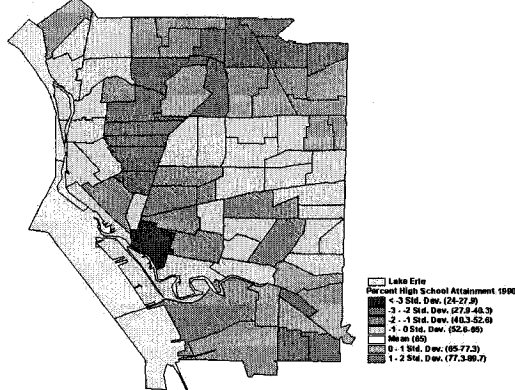 Lake Erie
Percent High School Attainment 1990
< -3 Std. Dev. (24-27.9)
-3 - -2 Std. Dev. (27.9-40.3)
-2 - -1 Std. Dev. (40.3-52.6)
-1 - 0 Std. Dev. (52.6-65)
Mean (65)
0 - 1 Std. Dev. (65-77.3)
1 - 2 Std. Dev. (77.3-89.7)